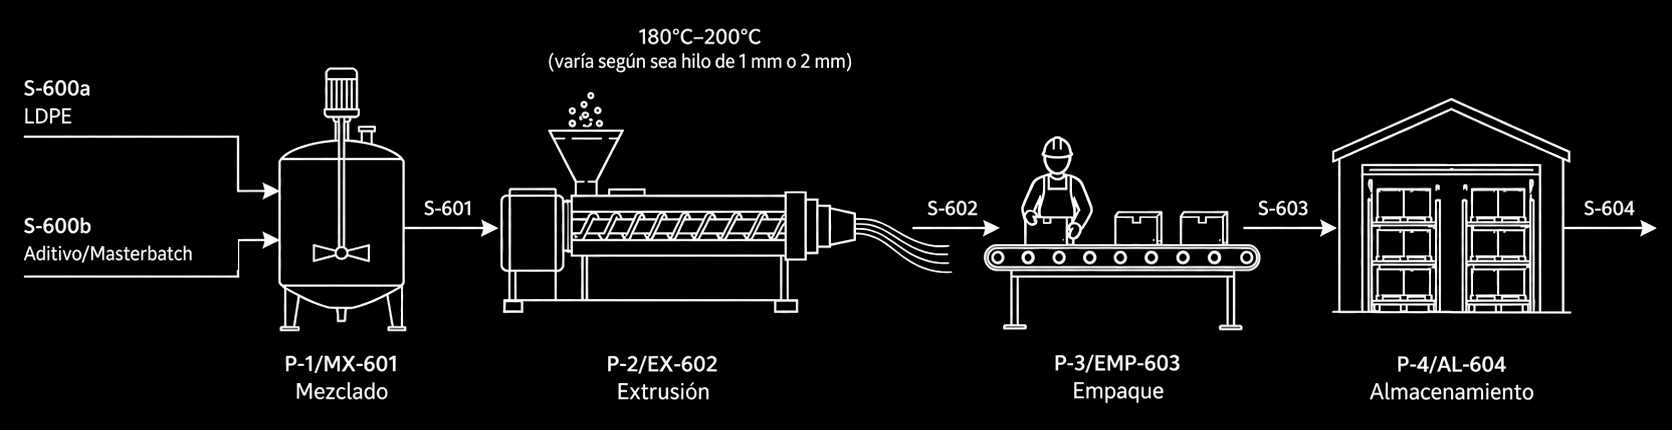 180°C–200°C
(varía según sea hilo de 1 mm o 2 mm)
S-600a
LDPE
S-600b
Aditivo/Masterbatch
S-601
S-602
S-603
S-604
P-1/MX-601
Mezclado
P-2/EX-602
Extrusión
P-3/EMP-603
Empaque
P-4/AL-604
Almacenamiento